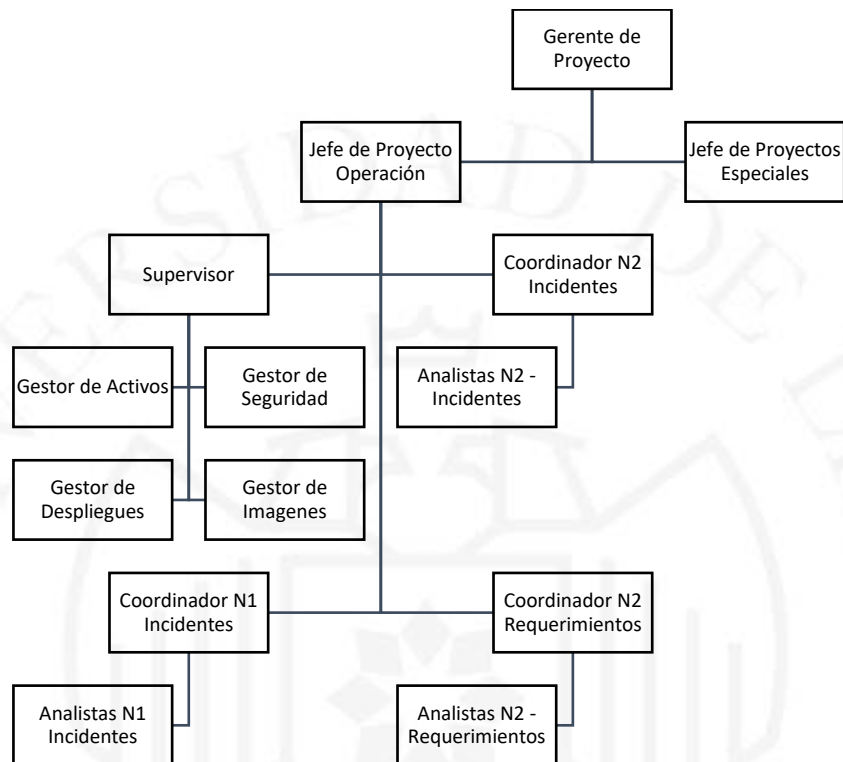 Gerente de
Proyecto
Jefe de Proyecto
Operación
Jefe de Proyectos
Especiales
Supervisor
Coordinador N2
Incidentes
Gestor de Activos
Gestor de
Seguridad
Analistas N2 -
Incidentes
Gestor de
Despliegues
Gestor de
Imagenes
Coordinador N1
Incidentes
Coordinador N2
Requerimientos
Analistas N1
Incidentes
Analistas N2 -
Requerimientos